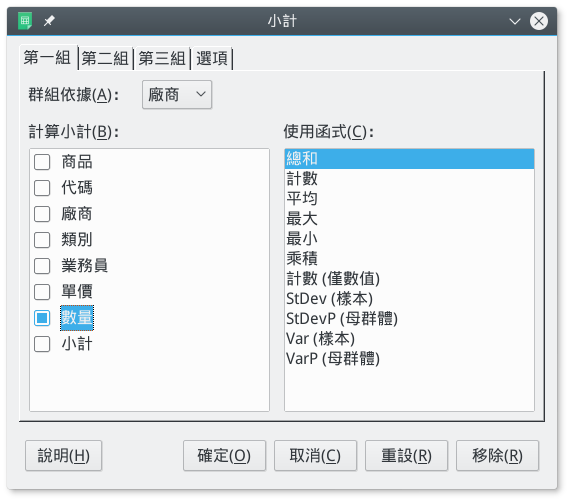 小計
第一組 第二組 第三組 選項
群組依據(A)： 廠商
計算小計(B)： 使用函式(C)：
商品
代碼
廠商
類別
業務員
單價
數量
小計
總和
計數
平均
最大
最小
乘積
計數 (僅數值)
StDev (樣本)
StDevP (母群體)
Var (樣本)
VarP (母群體)
說明(H) 確定(O) 取消(C) 重設(R) 移除(R)